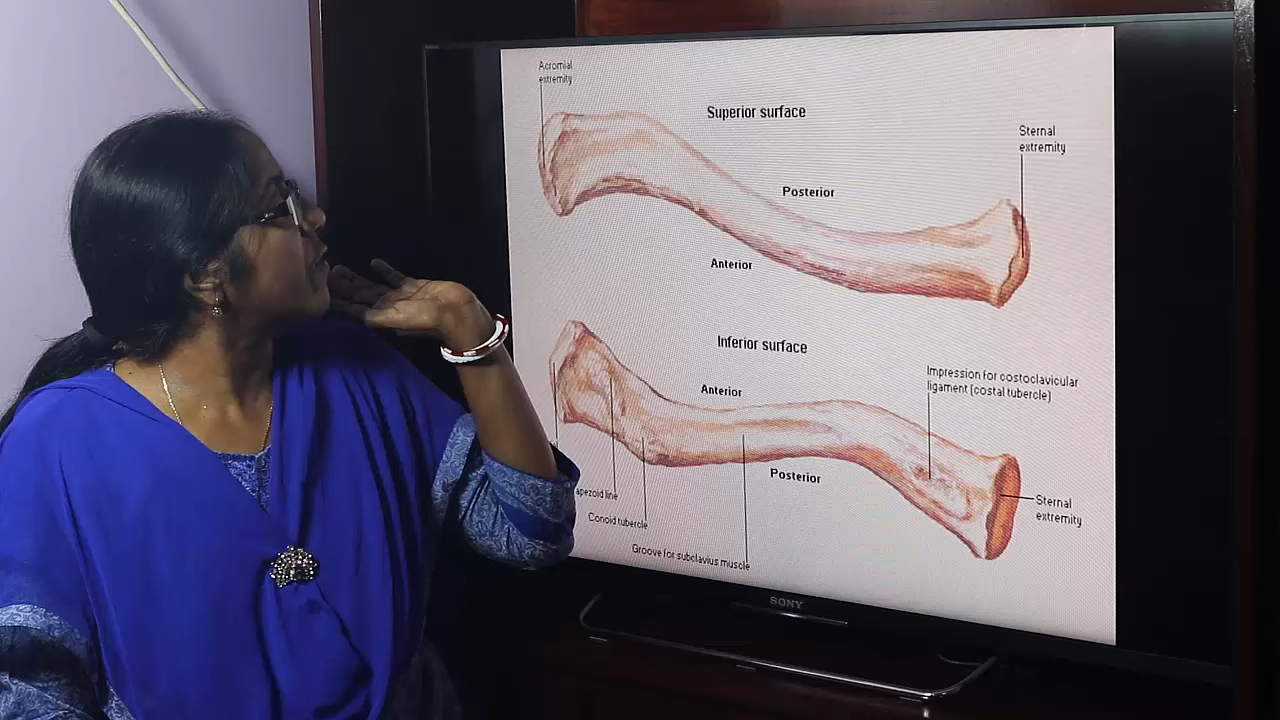 Acromial
extremity
Superior surface
Sternal
extremity
Posterior
Anterior
Inferior surface
Impression for costoclavicular
ligament (costal tubercle)
Anterior
Posterior
apezoid line
Sternal
extremity
Conoid tubercle
Groove for subclavius muscle
SONY